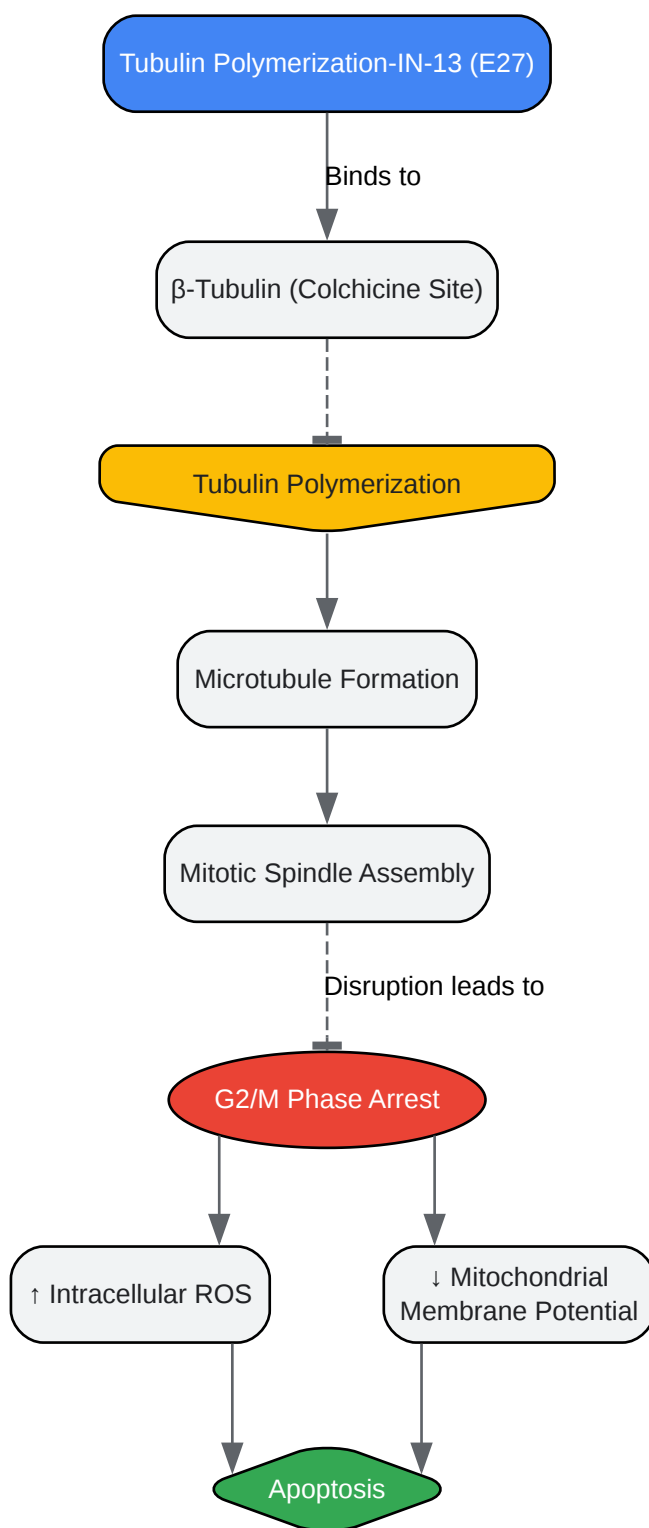 Tubulin Polymerization-IN-13 (E27)
Binds to
β-Tubulin (Colchicine Site)
Tubulin Polymerization
Microtubule Formation
Mitotic Spindle Assembly
Disruption leads to
G2/M Phase Arrest
↑ Intracellular ROS
↓ Mitochondrial
Membrane Potential
Apoptosis